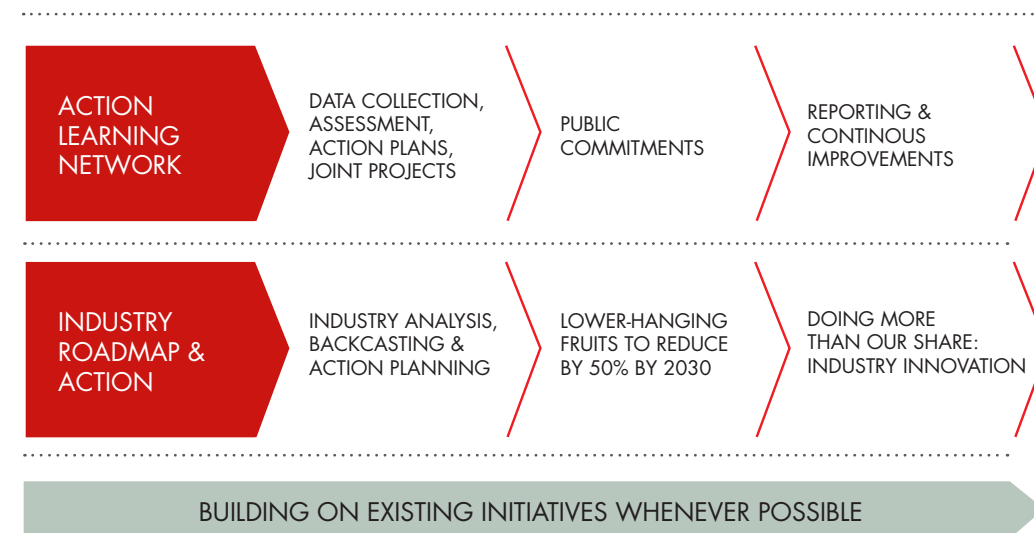 ACTION
LEARNING
NETWORK
DATA COLLECTION,
ASSESSMENT,
ACTION PLANS,
JOINT PROJECTS
PUBLIC
COMMITMENTS
REPORTING &
CONTINOUS
IMPROVEMENTS
INDUSTRY
ROADMAP &
ACTION
INDUSTRY ANALYSIS,
BACKCASTING &
ACTION PLANNING
LOWER-HANGING
FRUITS TO REDUCE
BY 50% BY 2030
DOING MORE
THAN OUR SHARE:
INDUSTRY INNOVATION
BUILDING ON EXISTING INITIATIVES WHENEVER POSSIBLE